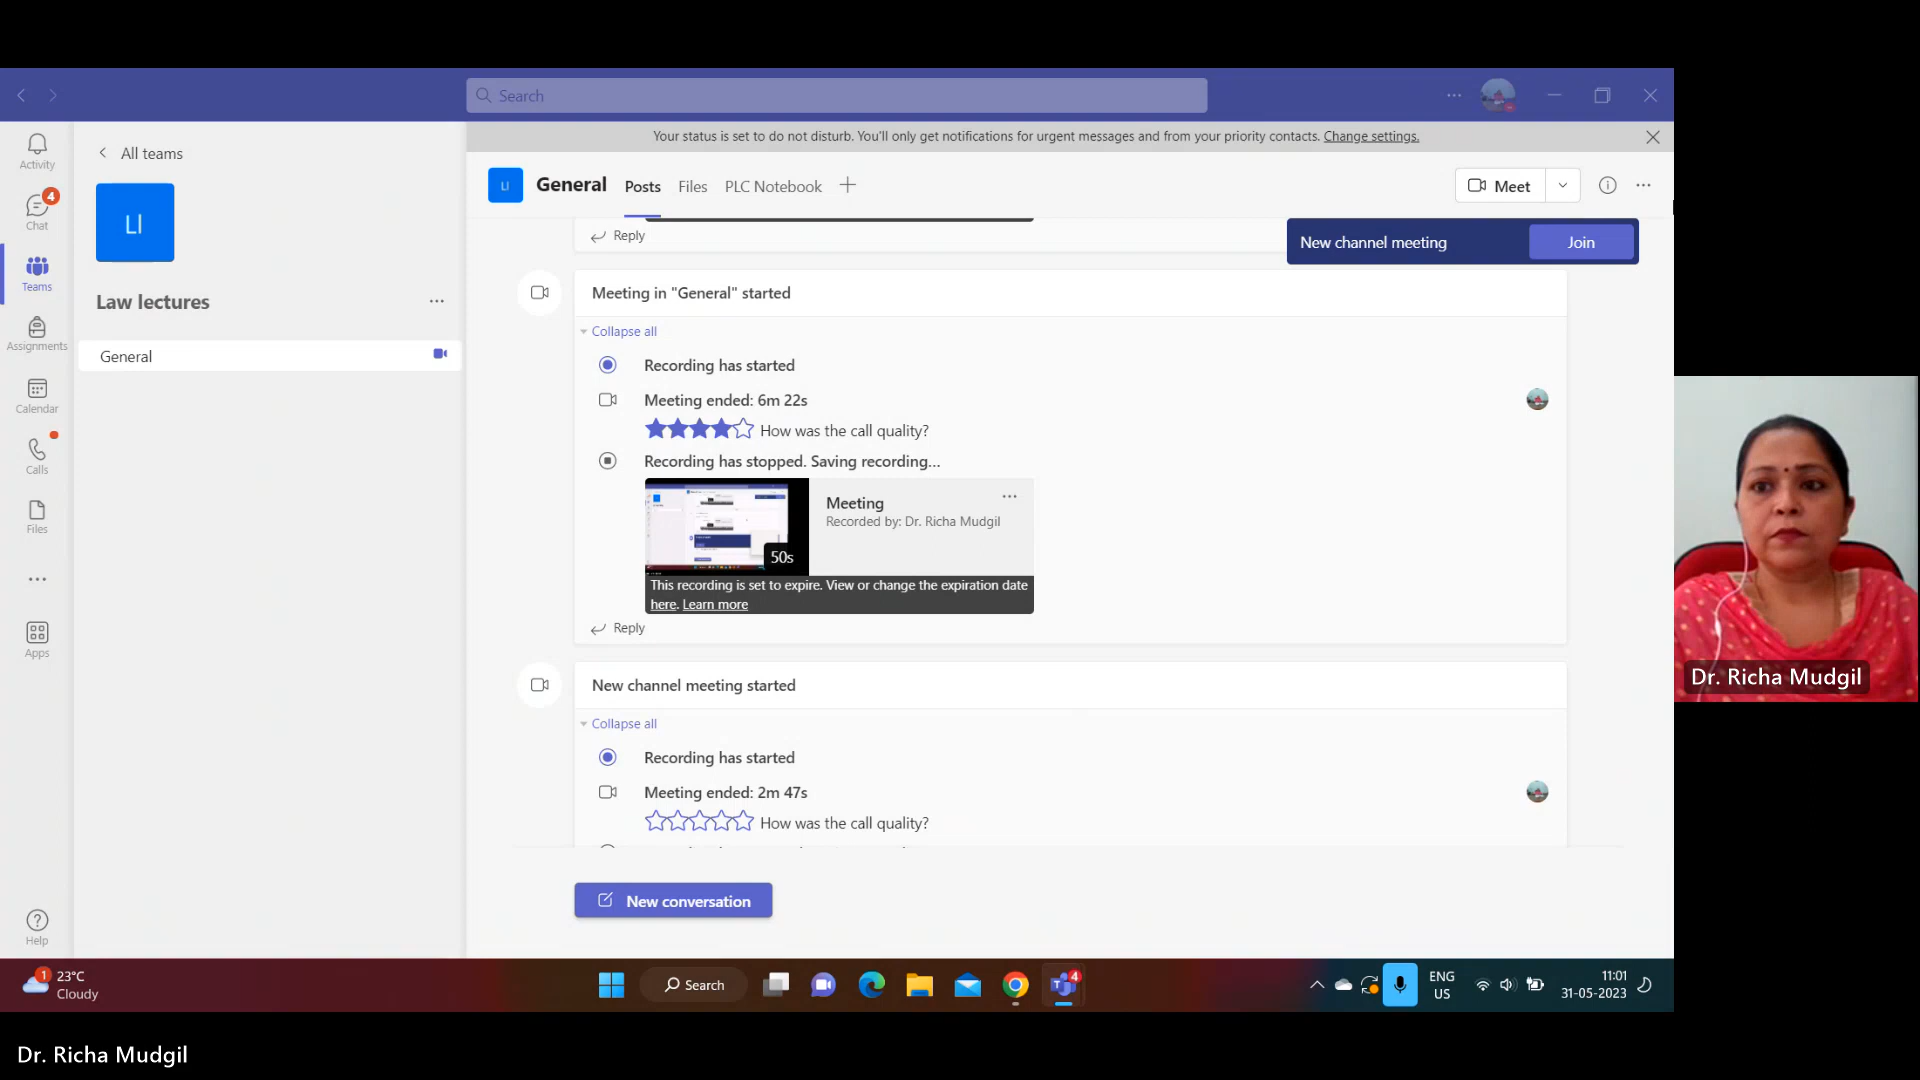 Search
Your status is set to do not disturb. You'll only get notifications for urgent messages and from your priority contacts. Change settings.
Activity
4
Chat
Teams
Assignments
Calendar
Calls
Files
Apps
Help
All teams
Ll
Law lectures
General
LI
General
Posts
Files
PLC Notebook
Meet
Reply
New channel meeting
Join
Meeting in "General" started
Collapse all
Recording has started
Meeting ended: 6m 22s
How was the call quality?
Recording has stopped. Saving recording...
Meeting
Recorded by: Dr. Richa Mudgil
50s
This recording is set to expire. View or change the expiration date
here. Learn more
Reply
New channel meeting started
Collapse all
Recording has started
Meeting ended: 2m 47s
How was the call quality?
New conversation
Dr. Richa Mudgil
1
23°C
Cloudy
Search
4
ENG
US
11:01
31-05-2023
Dr. Richa Mudgil